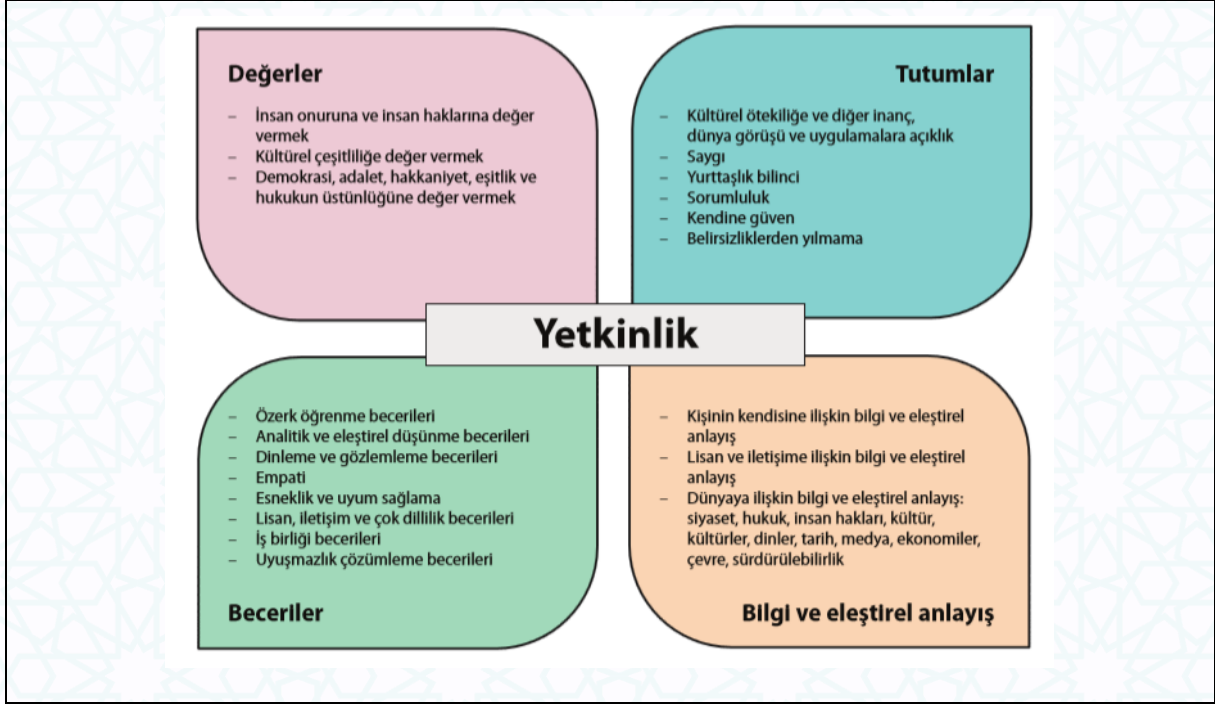 Değerler
– İnsan onuruna ve insan haklarına değer
vermek
– Kültürel çeşitliliğe değer vermek
– Demokrasi, adalet, hakkaniyet, eşitlik ve
hukukun üstünlüğüne değer vermek
Tutumlar
– Kültürel ötekiliğe ve diğer inanç,
dünya görüşü ve uygulamalara açıklık
– Saygı
– Yurttaşlık bilinci
– Sorumluluk
– Kendine güven
– Belirsizliklerden yılmama
Yetkinlik
– Özerk öğrenme becerileri
– Analitik ve eleştirel düşünme becerileri
– Dinleme ve gözlemleme becerileri
– Empati
– Esneklik ve uyum sağlama
– Lisan, iletişim ve çok dillilik becerileri
– İş birliği becerileri
– Uyuşmazlık çözümleme becerileri
Beceriler
– Kişinin kendisine ilişkin bilgi ve eleştirel
anlayış
– Lisan ve iletişime ilişkin bilgi ve eleştirel
anlayış
– Dünyaya ilişkin bilgi ve eleştirel anlayış:
siyaset, hukuk, insan hakları, kültür,
kültürler, dinler, tarih, medya, ekonomiler,
çevre, sürdürülebilirlik
Bilgi ve eleştirel anlayış